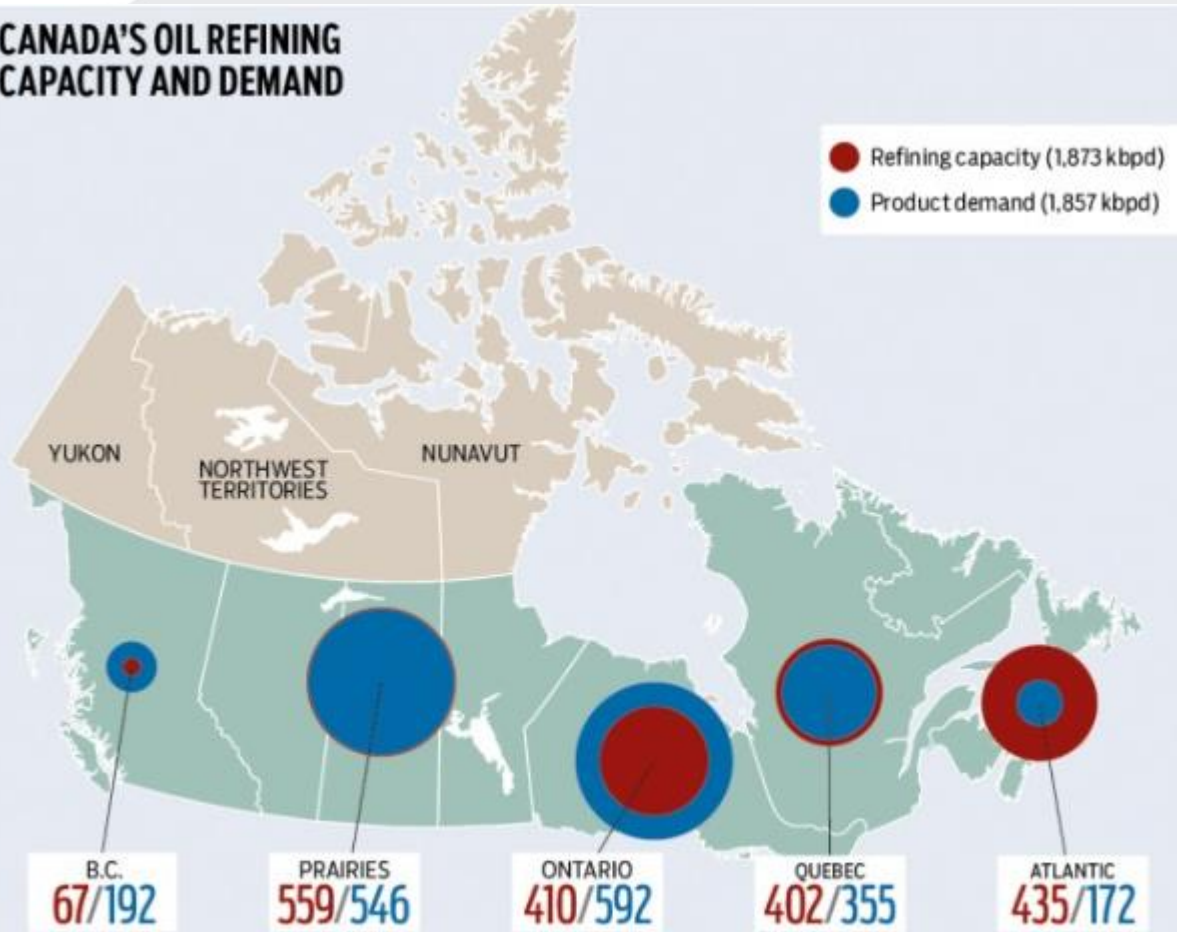 CANADA'S OIL REFINING
CAPACITY AND DEMAND
Refining capacity (1,873 kbpd)
Product demand (1,857 kbpd)
YUKON
NORTHWEST
TERRITORIES
NUNAVUT
B.C.
67/192
PRAIRIES
559/546
ONTARIO
410/592
QUEBEC
402/355
ATLANTIC
435/172